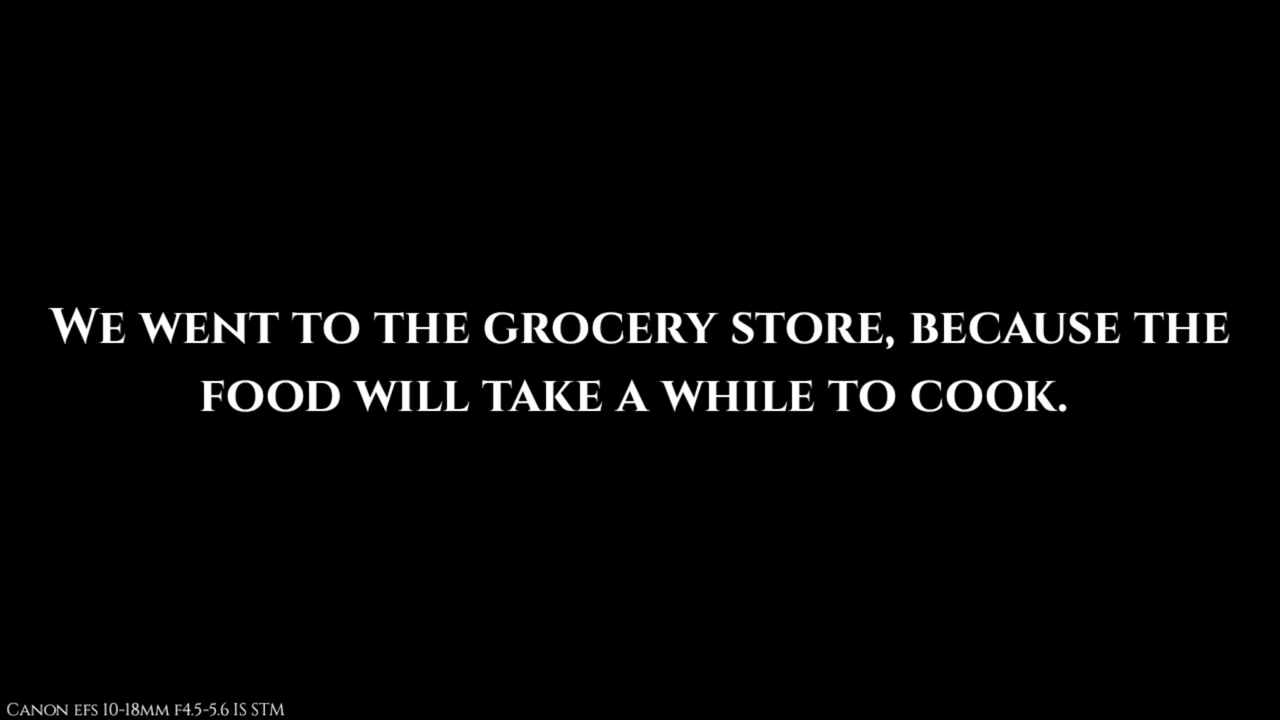 We went to the grocery store, because the
food will take a while to cook.
Canon efs 10-18mm f4.5-5.6 IS STM